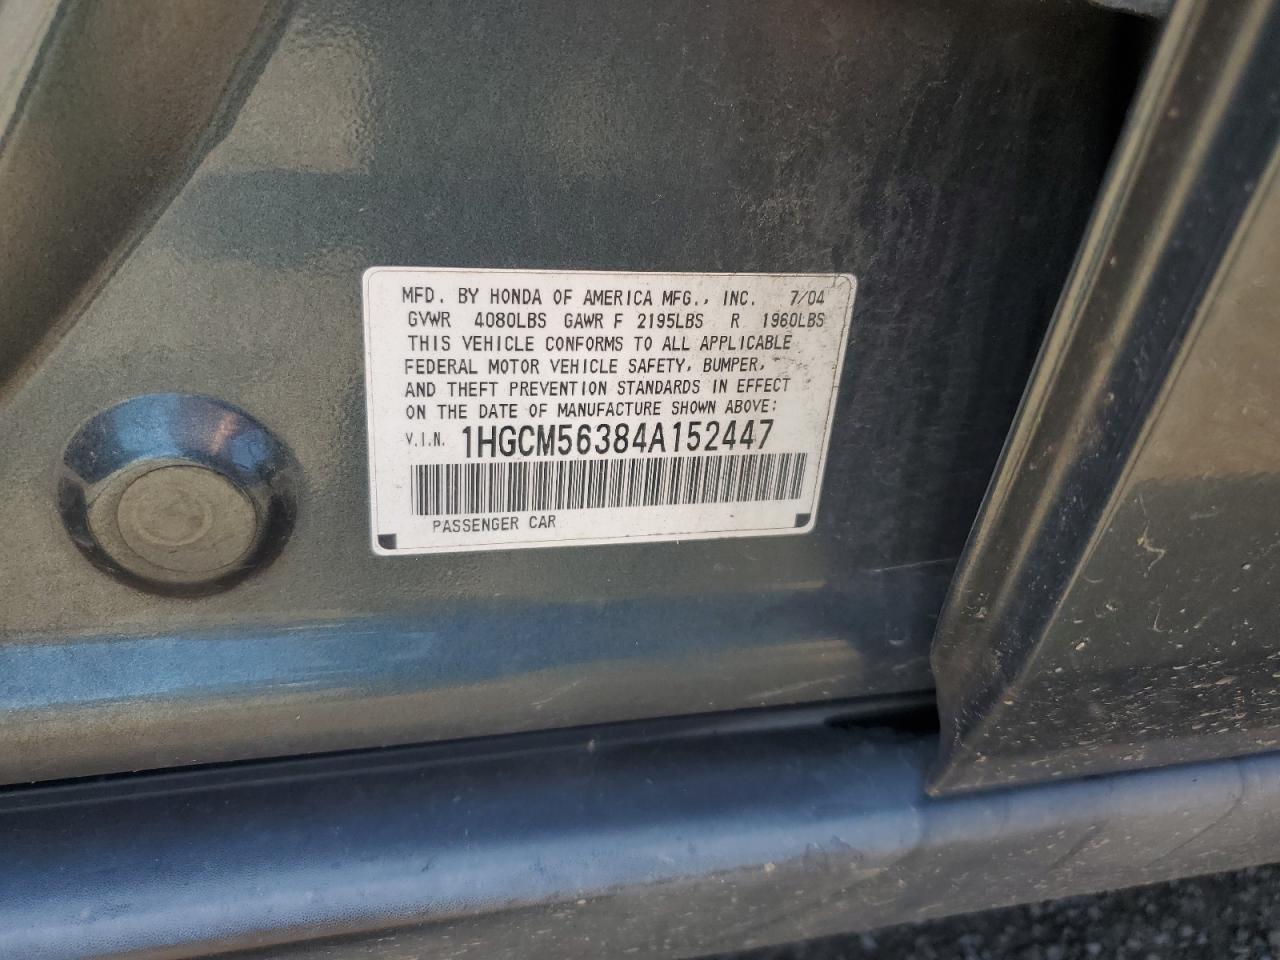 MFD. BY HONDA OF AMERICA MFG., INC. 7/04
GVWR 4080LBS GAWR F 2195LBS R 1960LBS
THIS VEHICLE CONFORMS TO ALL APPLICABLE
FEDERAL MOTOR VEHICLE SAFETY, BUMPER,
AND THEFT PREVENTION STANDARDS IN EFFECT
ON THE DATE OF MANUFACTURE SHOWN ABOVE:
V.I.N. 1HGCM56384A152447
PASSENGER CAR